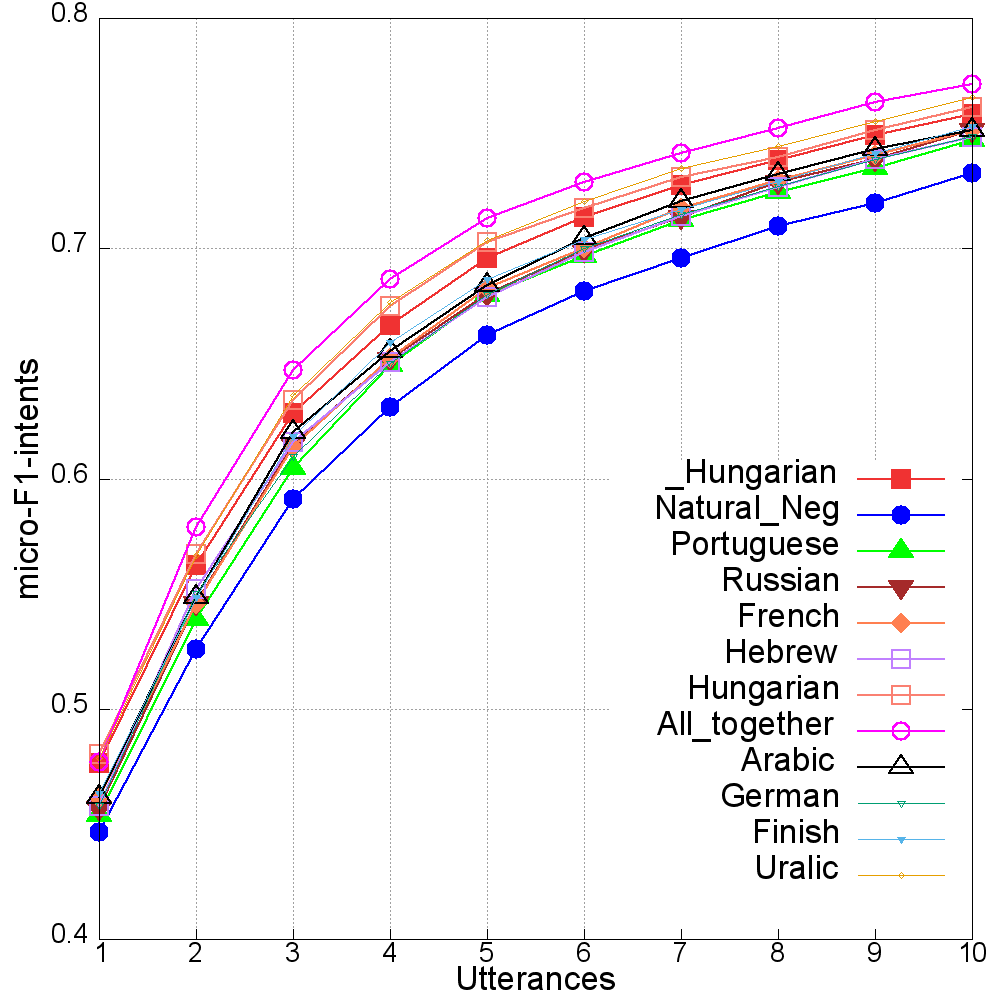 0.8
0.7
0.6
0.5
0.4
micro-F1-intents
_Hungarian
Natural_Neg
Portuguese
Russian
French
Hebrew
Hungarian
All_together
Arabic
German
Finish
Uralic
1 2 3 4 5 6 7 8 9 10
Utterances